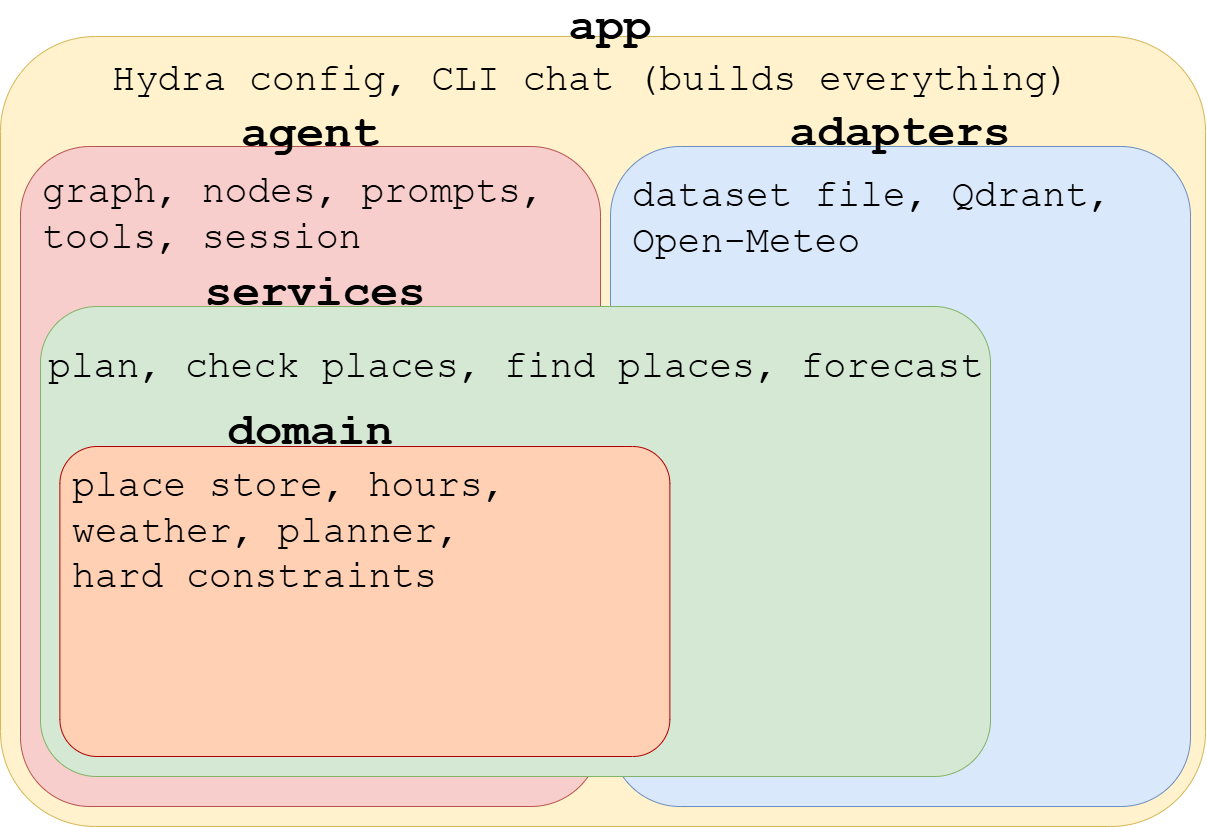 app
Hydra config, CLI chat (builds everything)
agent
adapters
graph, nodes, prompts,
tools, session
dataset file, Qdrant,
Open-Meteo
services
plan, check places, find places, forecast
domain
place store, hours,
weather, planner,
hard constraints